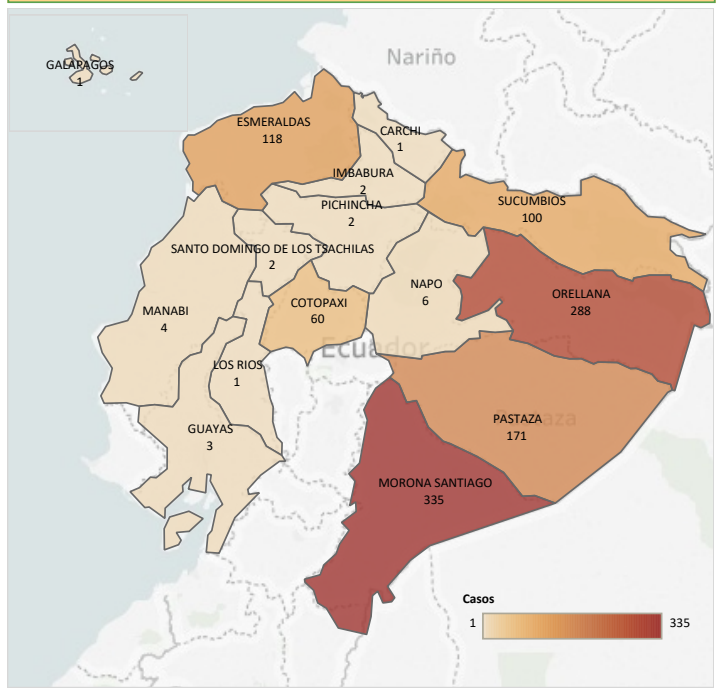 Nariño
GALAPAGOS
1
ESMERALDAS
118
CARCHI
1
IMBABURA
2
PICHINCHA
2
SUCUMBIOS
100
SANTO DOMINGO DE LOS TSACHILAS
2
NAPO
6
ORELLANA
288
COTOPAXI
60
MANABI
4
Ecuador
LOS RIOS
1
PASTAZA
171
GUAYAS
3
MORONA SANTIAGO
335
Casos
1
335